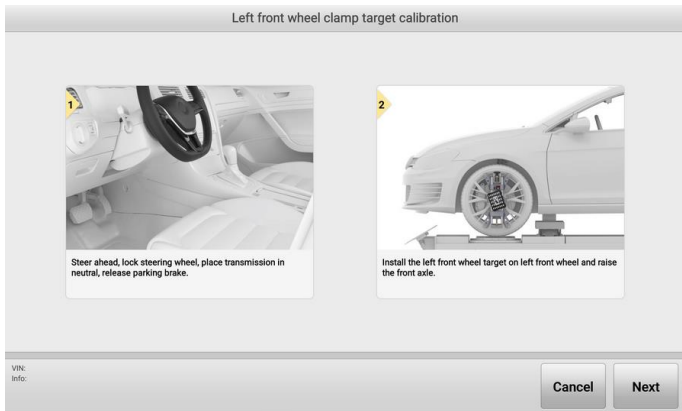 Left front wheel clamp target calibration
1
2
Steer ahead, lock steering wheel, place transmission in
neutral, release parking brake.
Install the left front wheel target on left front wheel and raise
the front axle.
VIN:
Info:
Cancel
Next